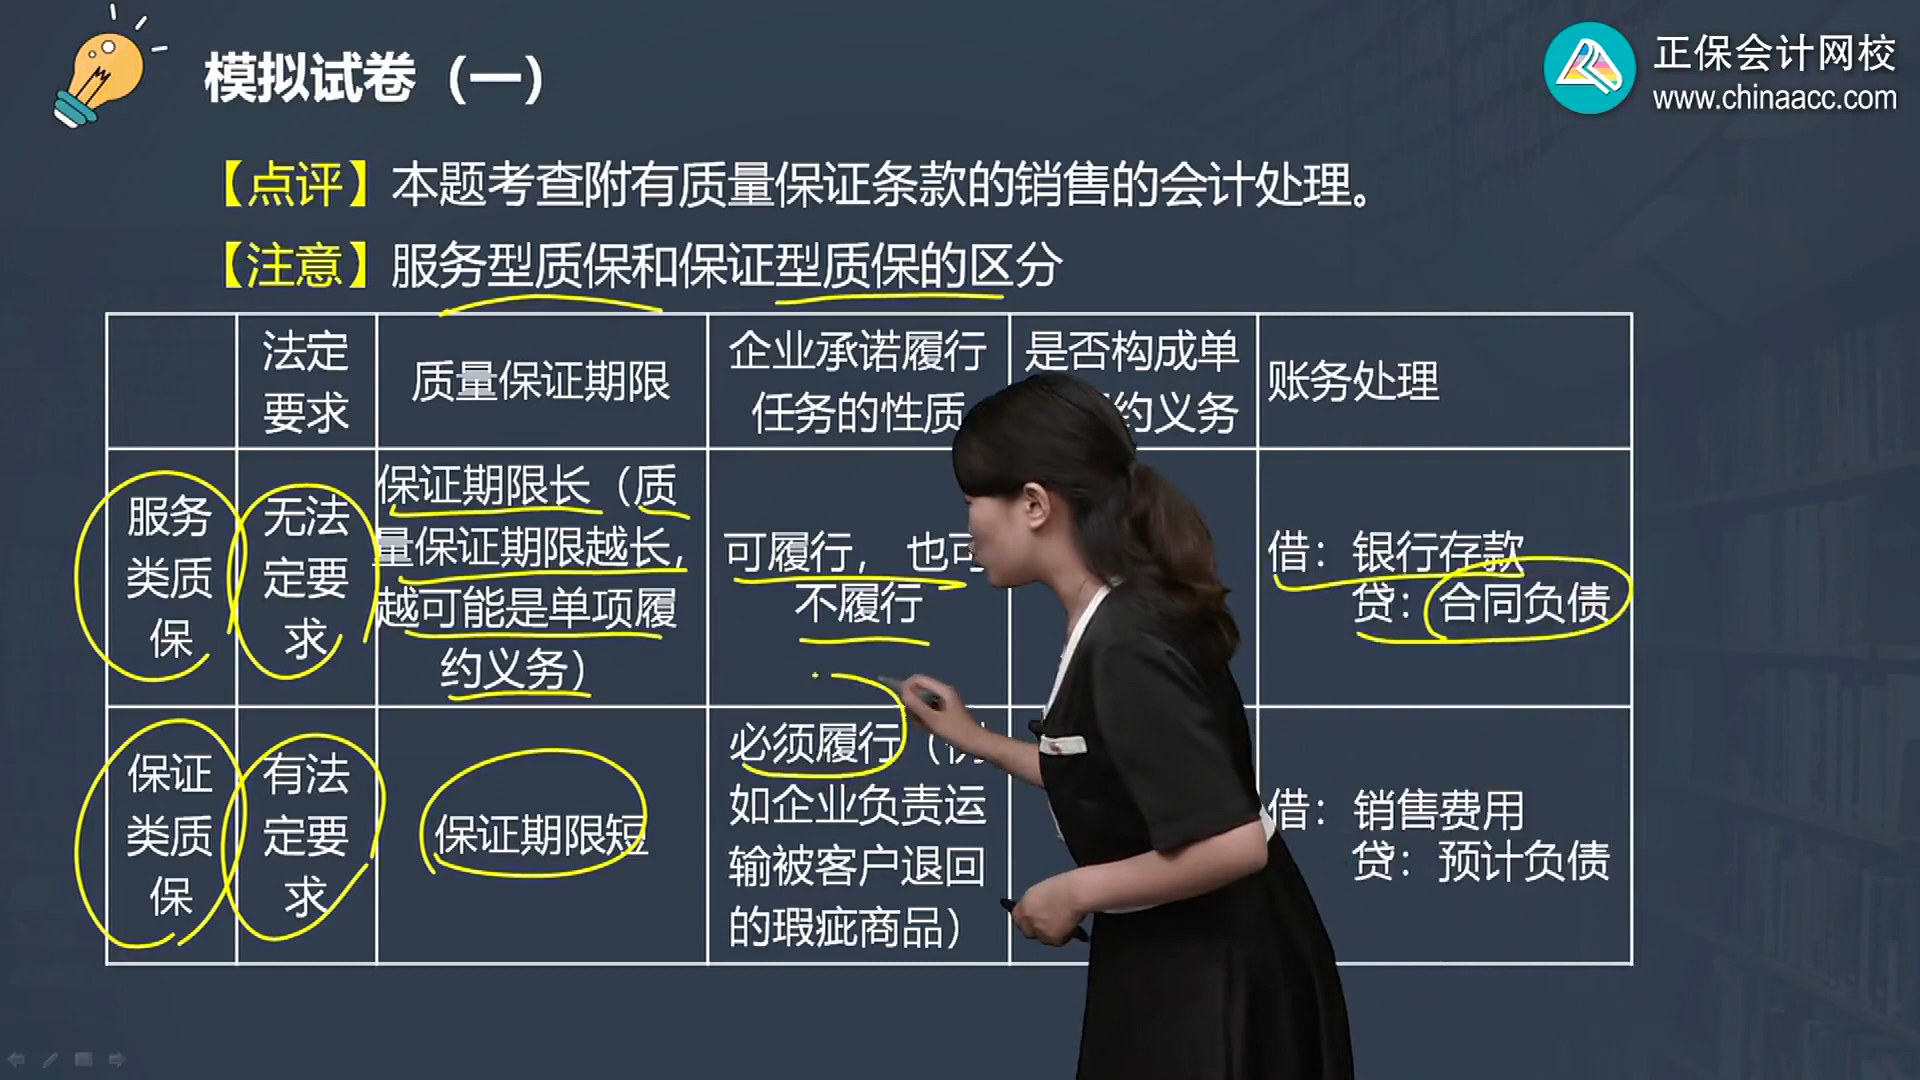 模拟试卷（一）
正保会计网校
www.chinaacc.com
【点评】本题考查附有质量保证条款的销售的会计处理。
【注意】服务型质保和保证型质保的区分
法定
要求
质量保证期限
企业承诺履行
任务的性质
是否构成单
约义务
账务处理
服务
类质
保
无法
定要
求
保证期限长（质
量保证期限越长，
越可能是单项履
约义务）
可履行，也可
不履行
借：银行存款
贷：合同负债
保证
类质
保
有法
定要
求
保证期限短
必须履行（例
如企业负责运
输被客户退回
的瑕疵商品）
借：销售费用
贷：预计负债